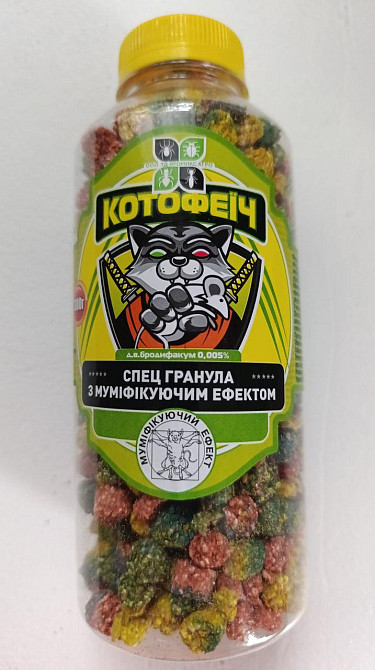 КОТОФЕЇЧ
д.в.бродифакум 0,005%
СПЕЦ ГРАНУЛА
З МУМІФІКУЮЧИМ ЕФЕКТОМ
МУМІФІКУЮЧИЙ ЕФЕКТ